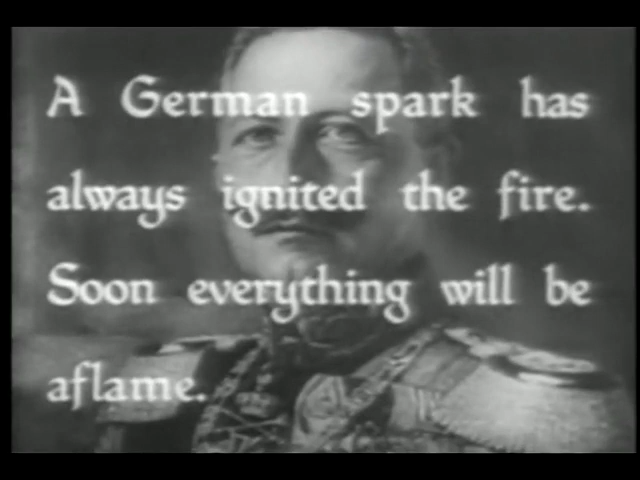 A German spark has
always ignited the fire.
Soon everything will be
aflame.